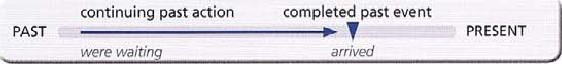 continuing past action completed past event
PAST PRESENT
were waiting arrived